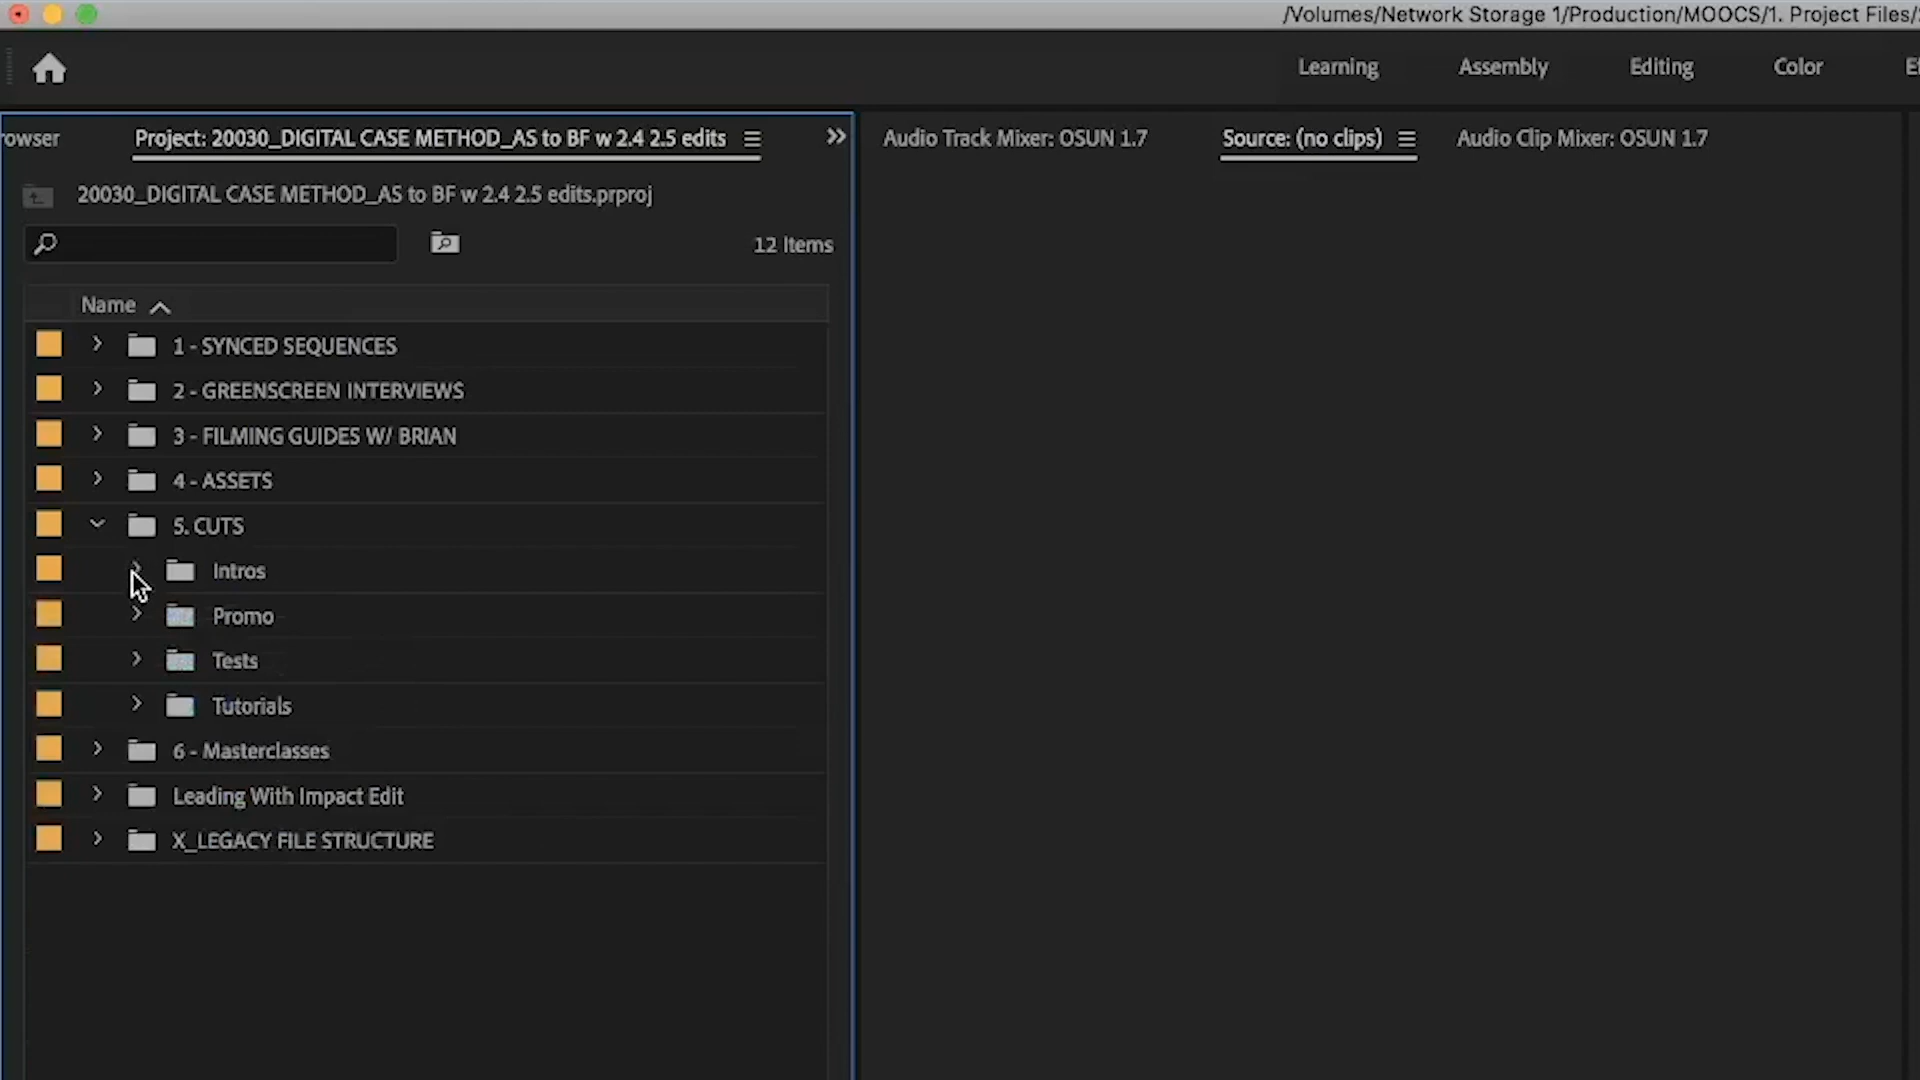 /Volumes/Network Storage 1/Production/MOOCS/1. Project Files/
Learning Assembly Editing Color
rowser Project: 20030_DIGITAL CASE METHOD_AS to BF w 2.4 2.5 edits Audio Track Mixer: OSUN 1.7 Source: (no clips) Audio Clip Mixer: OSUN 1.7
20030_DIGITAL CASE METHOD_AS to BF w 2.4 2.5 edits.prproj
12 Items
Name
1 - SYNCED SEQUENCES
2 - GREENSCREEN INTERVIEWS
3 - FILMING GUIDES W/ BRIAN
4 - ASSETS
5. CUTS
Intros
Promo
Tests
Tutorials
6 - Masterclasses
Leading With Impact Edit
X_LEGACY FILE STRUCTURE